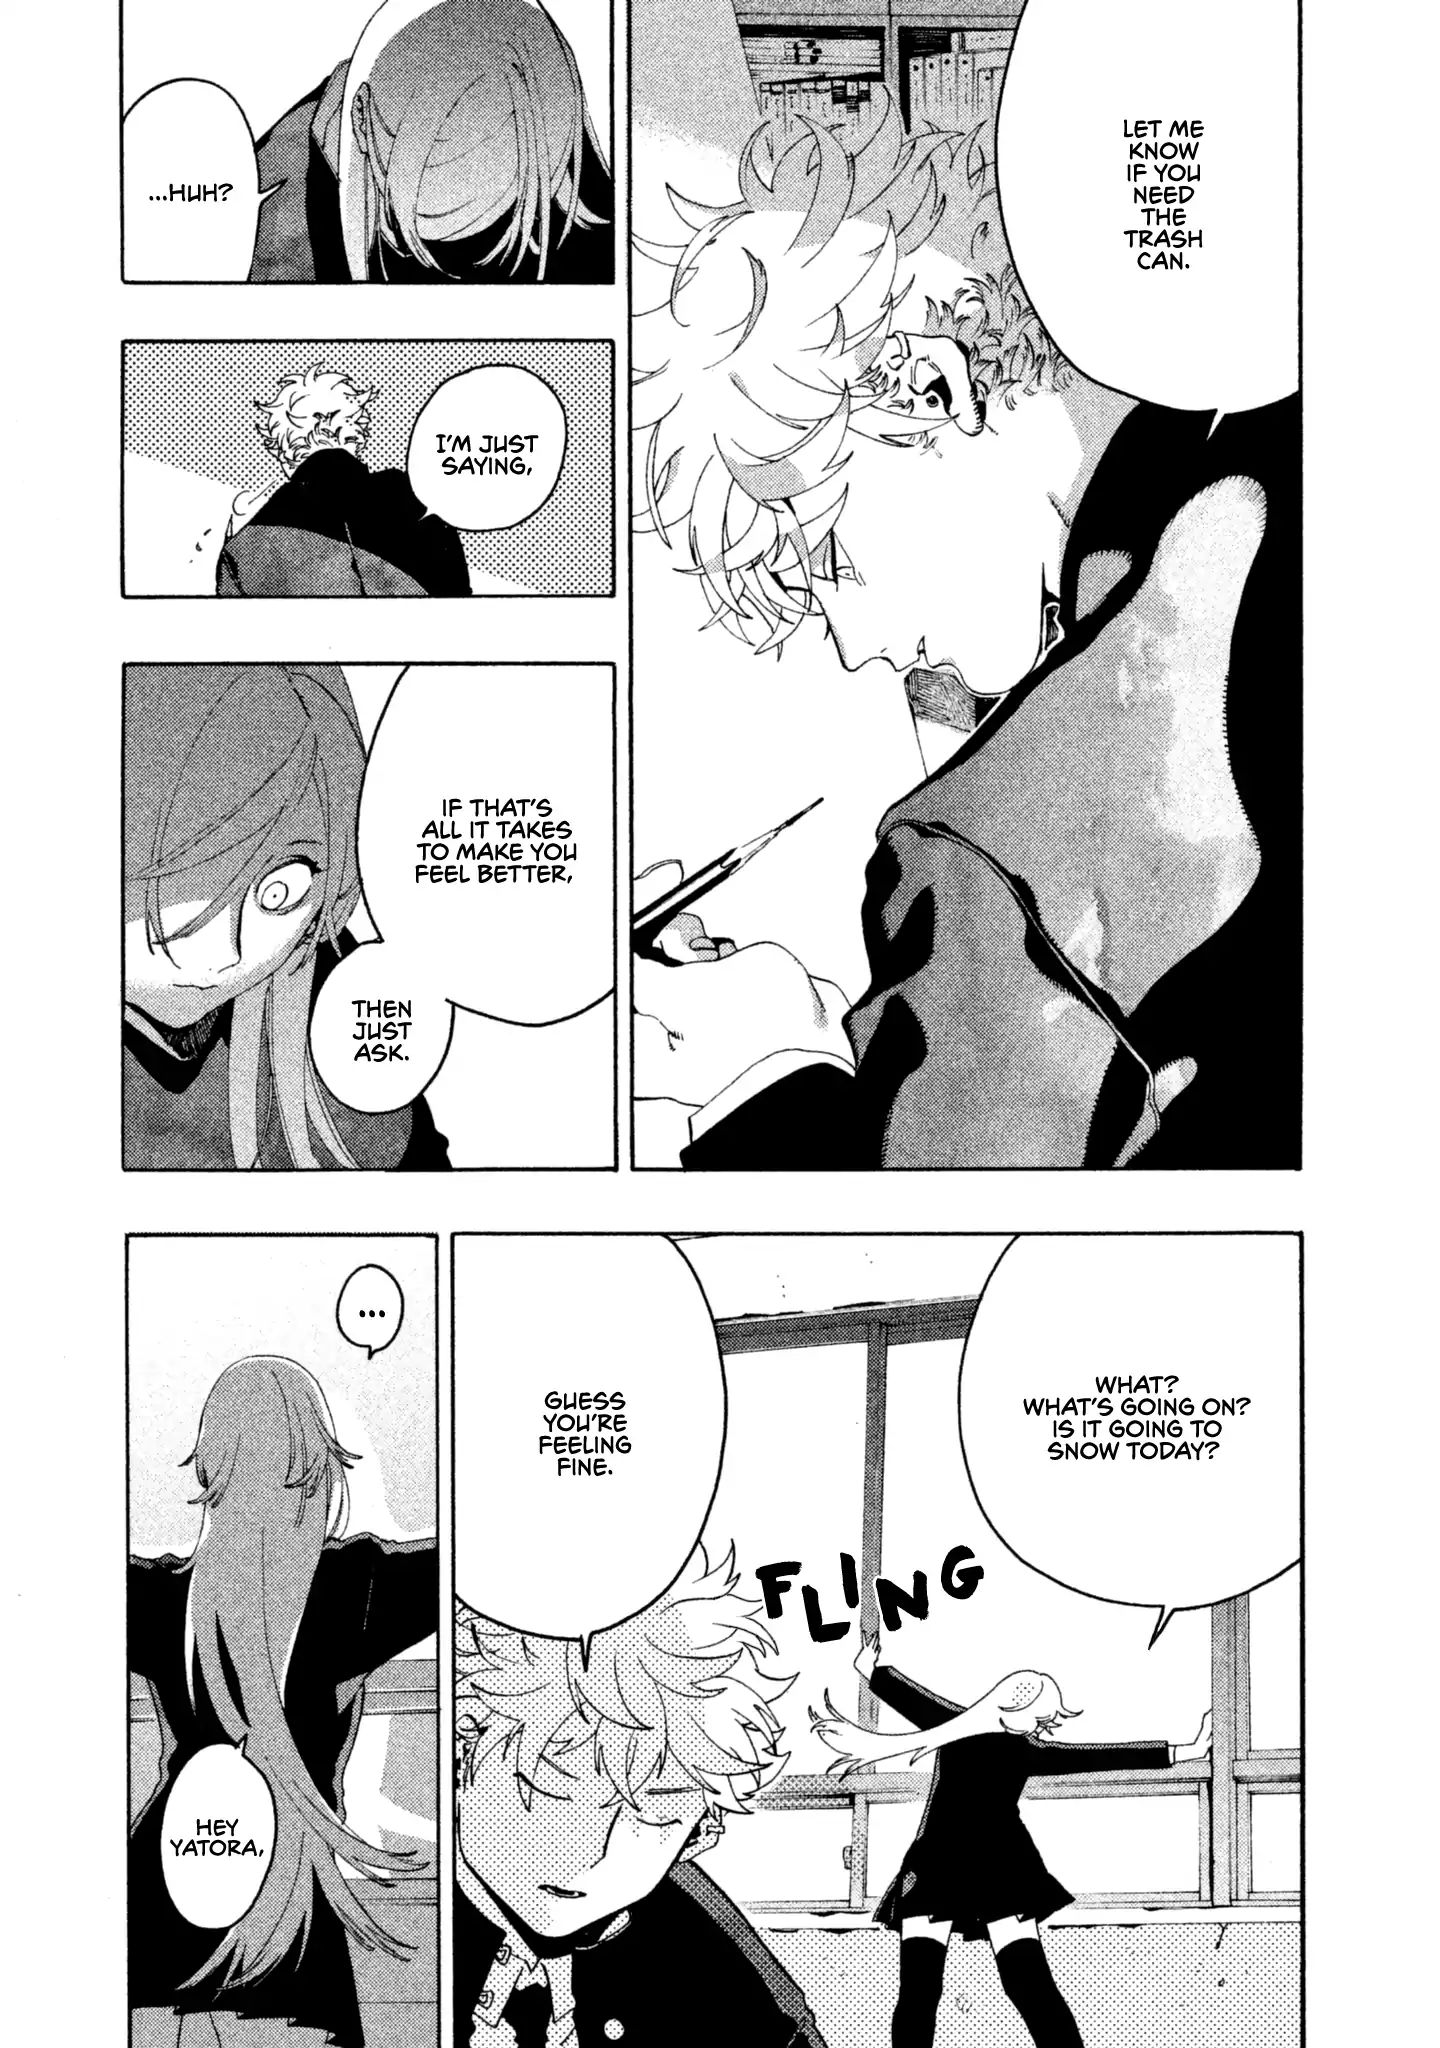 LET ME
KNOW
IF YOU
NEED
THE
TRASH
CAN.
...HUH?
I'M JUST
SAYING,
IF THAT'S
ALL IT TAKES
TO MAKE YOU
FEEL BETTER,
THEN
JUST
ASK.
WHAT?
WHAT'S GOING ON?
IS IT GOING TO
SNOW TODAY?
FLING
GUESS
YOU'RE
FEELING
FINE.
...
HEY
YATORA,